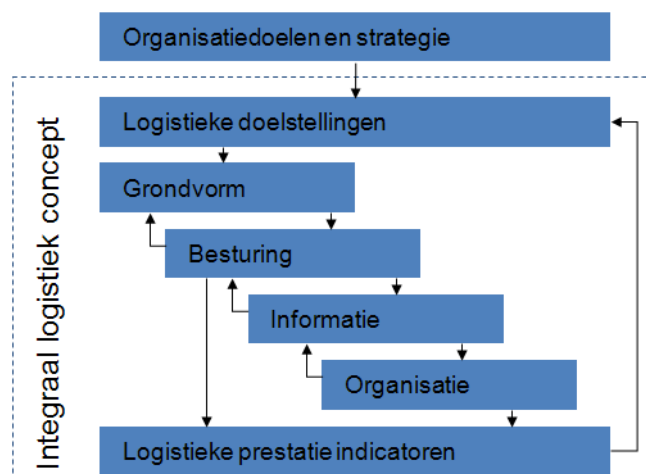 Organisatiedoelen en strategie
Integraal logistiek concept
Logistieke doelstellingen
Grondvorm
Besturing
Informatie
Organisatie
Logistieke prestatie indicatoren